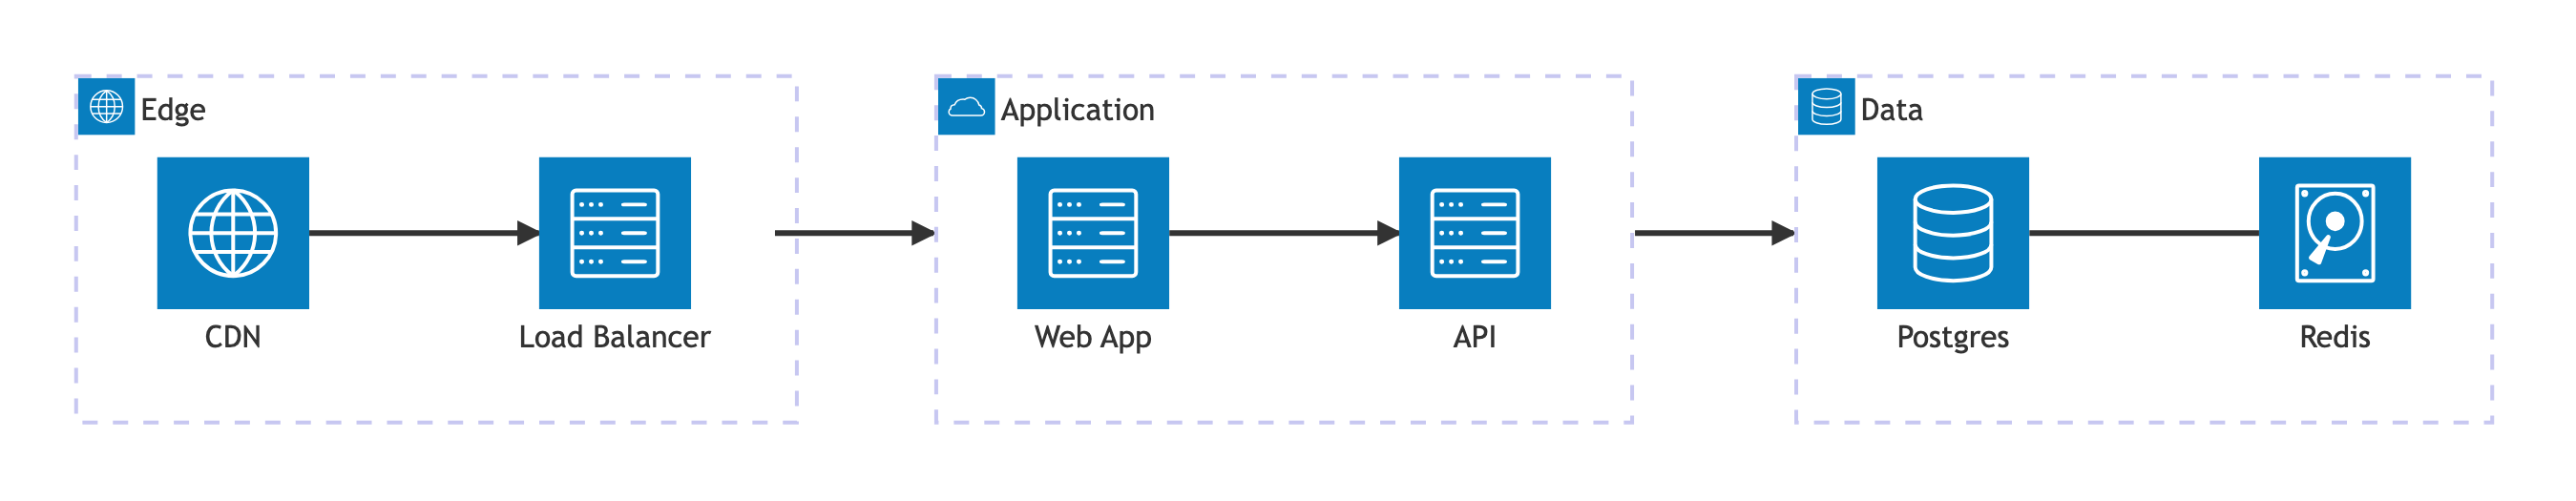 Edge
CDN
Load Balancer
Application
Web App
API
Data
Postgres
Redis